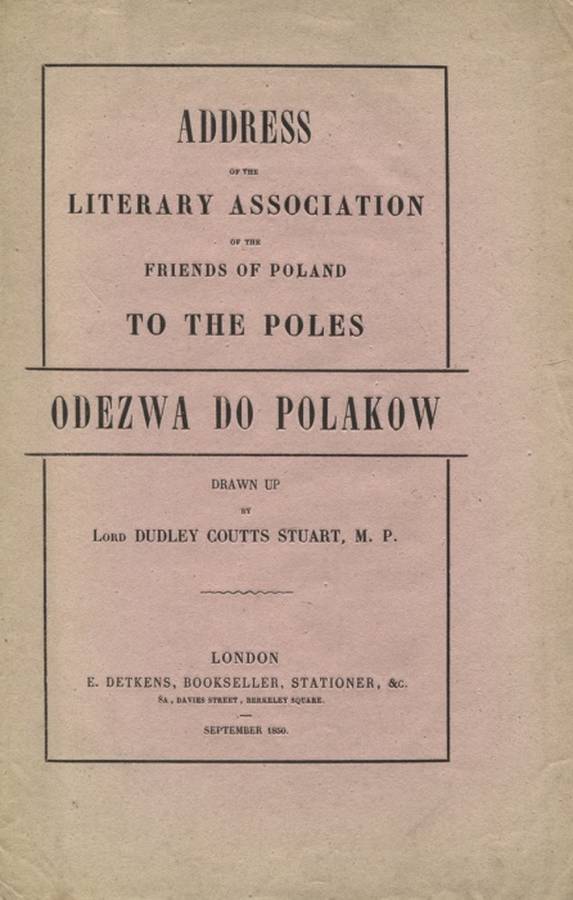 ADDRESS
OF THE
LITERARY ASSOCIATION
OF THE
FRIENDS OF POLAND
TO THE POLES
ODEZWA DO POLAKOW
DRAWN UP
BY
LORD DUDLEY COUTTS STUART, M. P.
LONDON
E. DETKENS, BOOKSELLER, STATIONER, &C.
8A, DAVIES STREET, BERKELEY SQUARE.
SEPTEMBER 1850.